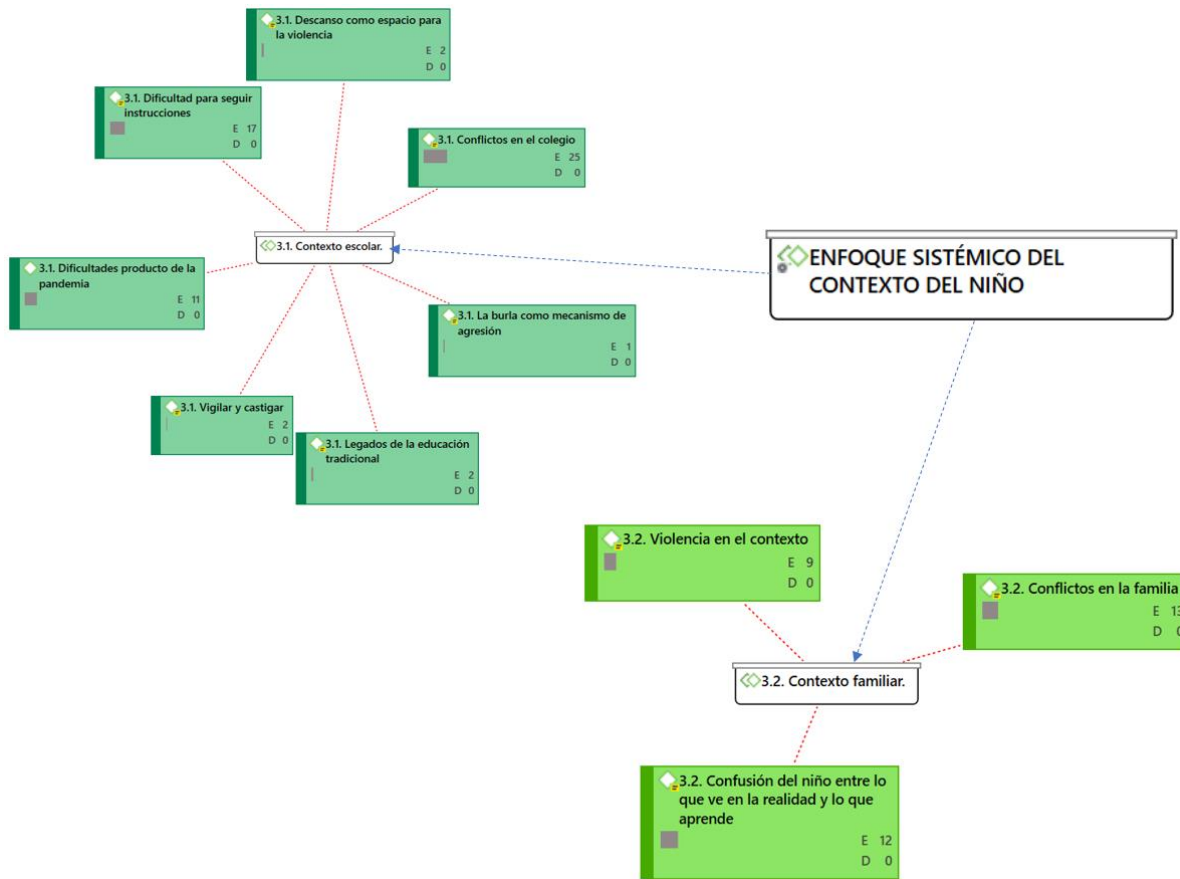 3.1. Descanso como espacio para
la violencia
E 2
D 0
3.1. Dificultad para seguir
instrucciones
E 17
D 0
3.1. Conflictos en el colegio
E 25
D 0
3.1. Contexto escolar.
ENFOQUE SISTÉMICO DEL
CONTEXTO DEL NIÑO
3.1. Dificultades producto de la
pandemia
E 11
D 0
3.1. La burla como mecanismo de
agresión
E 1
D 0
3.1. Vigilar y castigar
E 2
D 0
3.1. Legados de la educación
tradicional
E 2
D 0
3.2. Violencia en el contexto
E 9
D 0
3.2. Conflictos en la familia
E 13
D 0
3.2. Contexto familiar.
3.2. Confusión del niño entre lo
que ve en la realidad y lo que
aprende
E 12
D 0